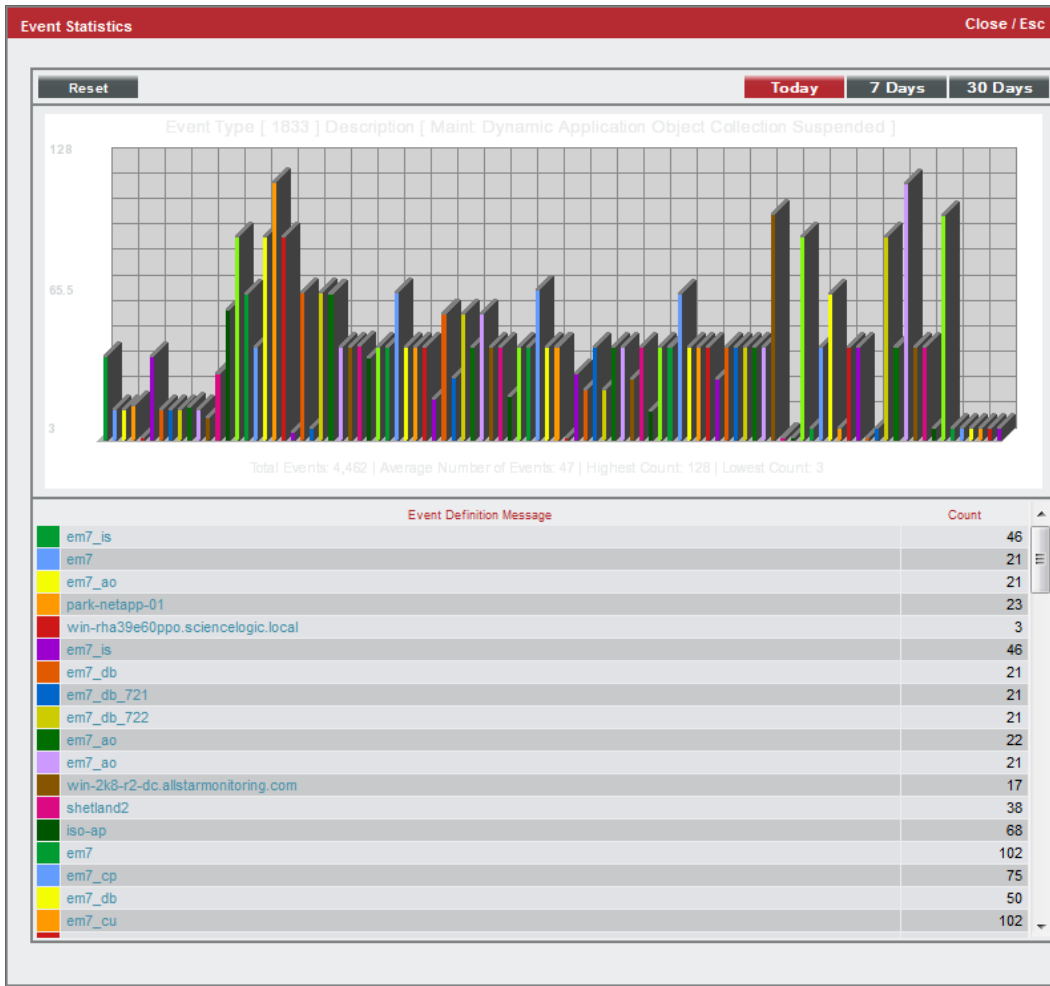 Event Statistics Close / Esc
Reset Today 7 Days 30 Days
Event Type [ 1833 ] Description [ Maint: Dynamic Application Object Collection Suspended ]
128
65.5
3
Total Events: 4,462 | Average Number of Events: 47 | Highest Count: 128 | Lowest Count: 3
Event Definition Message Count
em7_is 46
em7 21
em7_ao 21
park-netapp-01 23
win-rha39e60ppo.sciencelogic.local 3
em7_is 46
em7_db 21
em7_db_721 21
em7_db_722 21
em7_ao 22
em7_ao 21
win-2k8-r2-dc.allstarmonitoring.com 17
shetland2 38
iso-ap 68
em7 102
em7_cp 75
em7_db 50
em7_cu 102